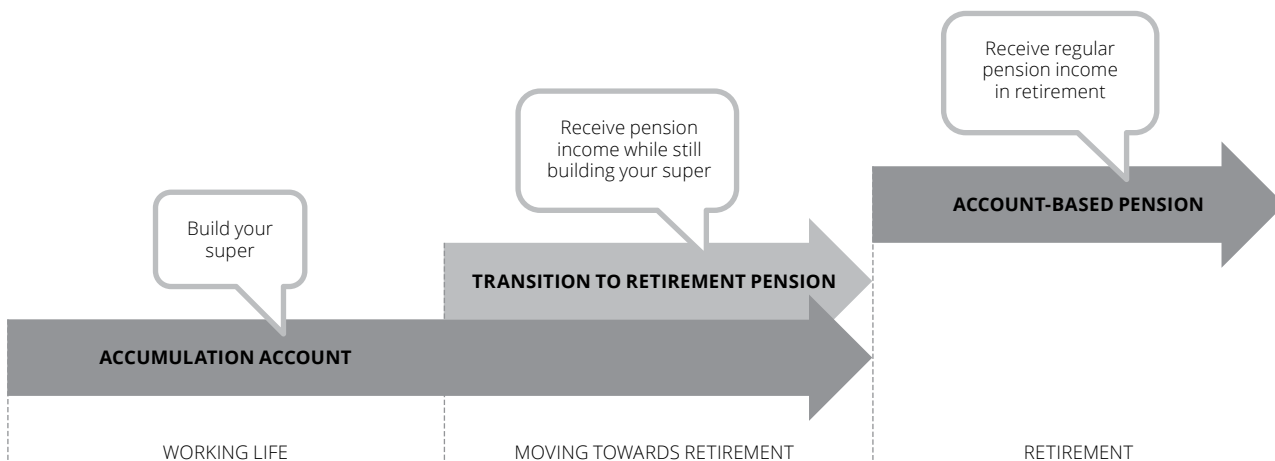 Receive regular
pension income
in retirement
Receive pension
income while still
building your super
ACCOUNT-BASED PENSION
Build your
super
TRANSITION TO RETIREMENT PENSION
ACCUMULATION ACCOUNT
WORKING LIFE
MOVING TOWARDS RETIREMENT
RETIREMENT